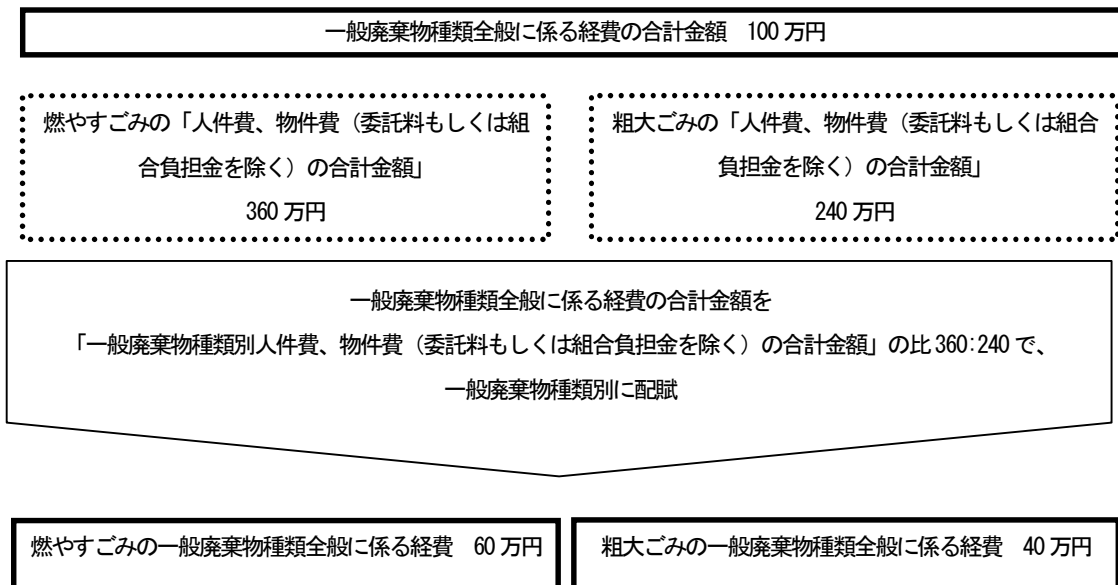 一般廃棄物種類全般に係る経費の合計金額　100 万円
燃やすごみの「人件費、物件費（委託料もしくは組
合負担金を除く）の合計金額」
360 万円
粗大ごみの「人件費、物件費（委託料もしくは組合
負担金を除く）の合計金額」
240 万円
一般廃棄物種類全般に係る経費の合計金額を
「一般廃棄物種類別人件費、物件費（委託料もしくは組合負担金を除く）の合計金額」の比 360:240 で、
一般廃棄物種類別に配賦
燃やすごみの一般廃棄物種類全般に係る経費　60 万円
粗大ごみの一般廃棄物種類全般に係る経費　40 万円